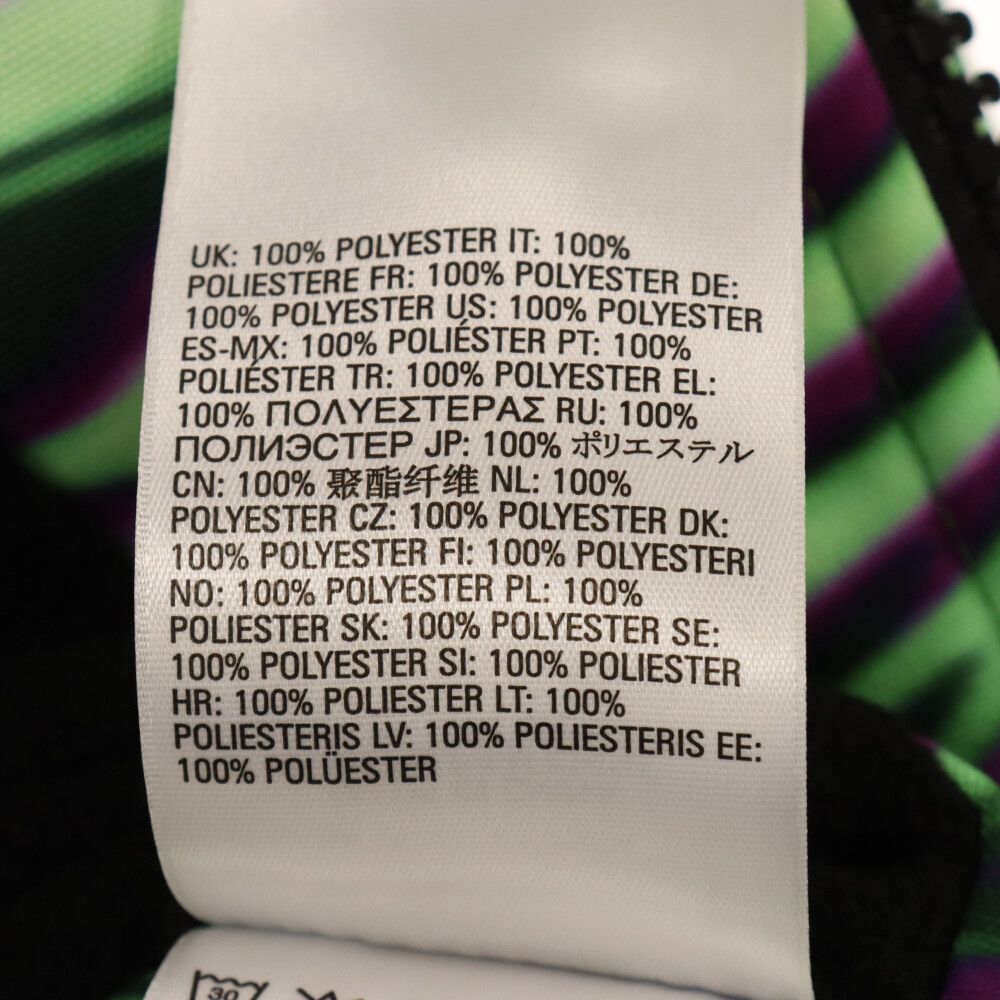 UK: 100% POLYESTER IT: 100%
POLIESTERE FR: 100% POLYESTER DE:
100% POLYESTER US: 100% POLYESTER
ES-MX: 100% POLIÉSTER PT: 100%
POLIÉSTER TR: 100% POLYESTER EL:
100% ΠΟΛΥΕΣΤΕΡΑΣ RU: 100%
ПОЛИЭСТЕР JP: 100% ポリエステル
CN: 100% 聚酯纤维 NL: 100%
POLYESTER CZ: 100% POLYESTER DK:
100% POLYESTER FI: 100% POLYESTERI
NO: 100% POLYESTER PL: 100%
POLIESTER SK: 100% POLYESTER SE:
100% POLYESTER SI: 100% POLIESTER
HR: 100% POLIESTER LT: 100%
POLIESTERIS LV: 100% POLIESTERIS EE:
100% POLÜESTER
30